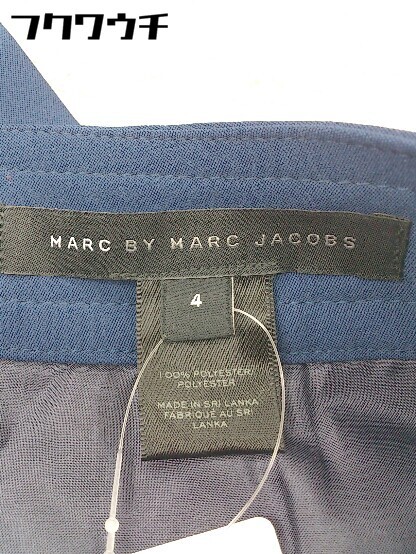 フクワウチ
MARC BY MARC JACOBS
4
100% POLYESTER
POLYESTER
MADE IN SRI LANKA
FABRIQUÉ AU SRI
LANKA